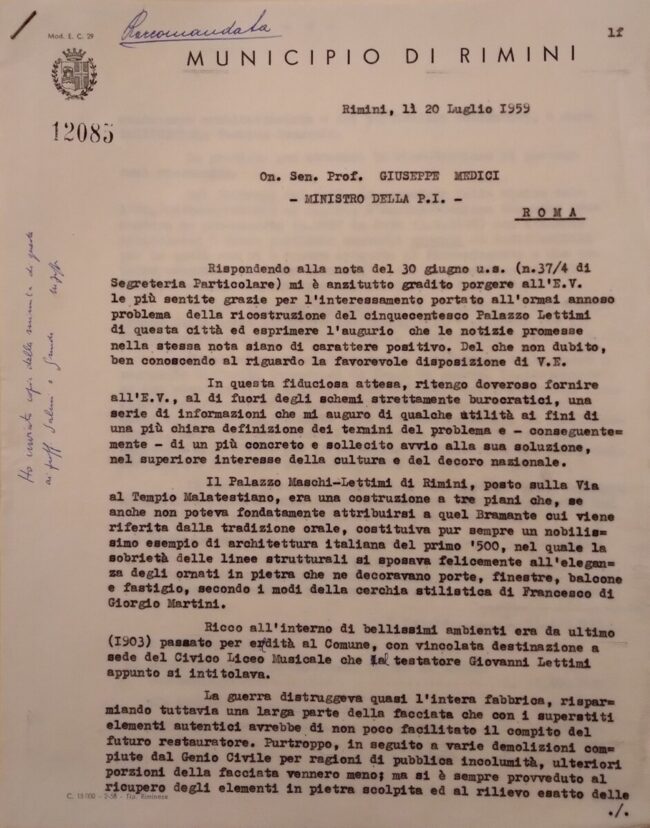 Mod. E. C. 29
Raccomandata
1f
MUNICIPIO DI RIMINI
12085
Rimini, lì 20 Luglio 1959
On. Sen. Prof. GIUSEPPE MEDICI
- MINISTRO DELLA P.I. -
ROMA
Rispondendo alla nota del 30 giugno u.s. (n.37/4 di
Segreteria Particolare) mi è anzitutto gradito porgere all'E.V.
le più sentite grazie per l'interessamento portato all'ormai annoso
problema della ricostruzione del cinquecentesco Palazzo Lettimi
di questa città ed esprimere l'augurio che le notizie promesse
nella stessa nota siano di carattere positivo. Del che non dubito,
ben conoscendo al riguardo la favorevole disposizione di V.E.
In questa fiduciosa attesa, ritengo doveroso fornire
all'E.V., al di fuori degli schemi strettamente burocratici, una
serie di informazioni che mi auguro di qualche utilità ai fini di
una più chiara definizione dei termini del problema e - conseguente=
mente - di un più concreto e sollecito avvio alla sua soluzione,
nel superiore interesse della cultura e del decoro nazionale.
Il Palazzo Maschi-Lettimi di Rimini, posto sulla Via
al Tempio Malatestiano, era una costruzione a tre piani che, se
anche non poteva fondatamente attribuirsi a quel Bramante cui viene
riferita dalla tradizione orale, costituiva pur sempre un nobilis=
simo esempio di architettura italiana del primo '500, nel quale la
sobrietà delle linee strutturali si sposava felicemente all'elegan=
za degli ornati in pietra che ne decoravano porte, finestre, balcone
e fastigio, secondo i modi della cerchia stilistica di Francesco di
Giorgio Martini.
Ricco all'interno di bellissimi ambienti era da ultimo
(1903) passato per eredità al Comune, con vincolata destinazione a
sede del Civico Liceo Musicale che al testatore Giovanni Lettimi
appunto si intitolava.
La guerra distruggeva quasi l'intera fabbrica, rispar=
miando tuttavia una larga parte della facciata che con i superstiti
elementi autentici avrebbe di non poco facilitato il compito del
futuro restauratore. Purtroppo, in seguito a varie demolizioni com=
piute dal Genio Civile per ragioni di pubblica incolumità, ulteriori
porzioni della facciata vennero meno; ma si è sempre provveduto al
ricupero degli elementi in pietra scolpita ed al rilievo esatto delle
./.
Ho inviato copia della minuta di questa
ai proff. Salmi e